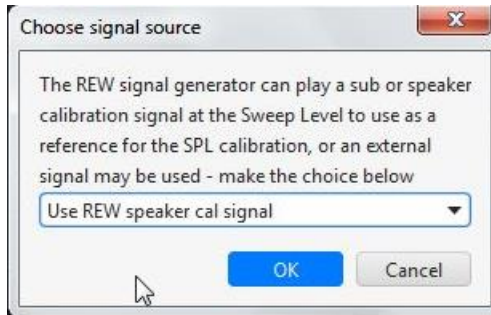 Choose signal source
The REW signal generator can play a sub or speaker
calibration signal at the Sweep Level to use as a
reference for the SPL calibration, or an external
signal may be used - make the choice below
Use REW speaker cal signal
OK Cancel